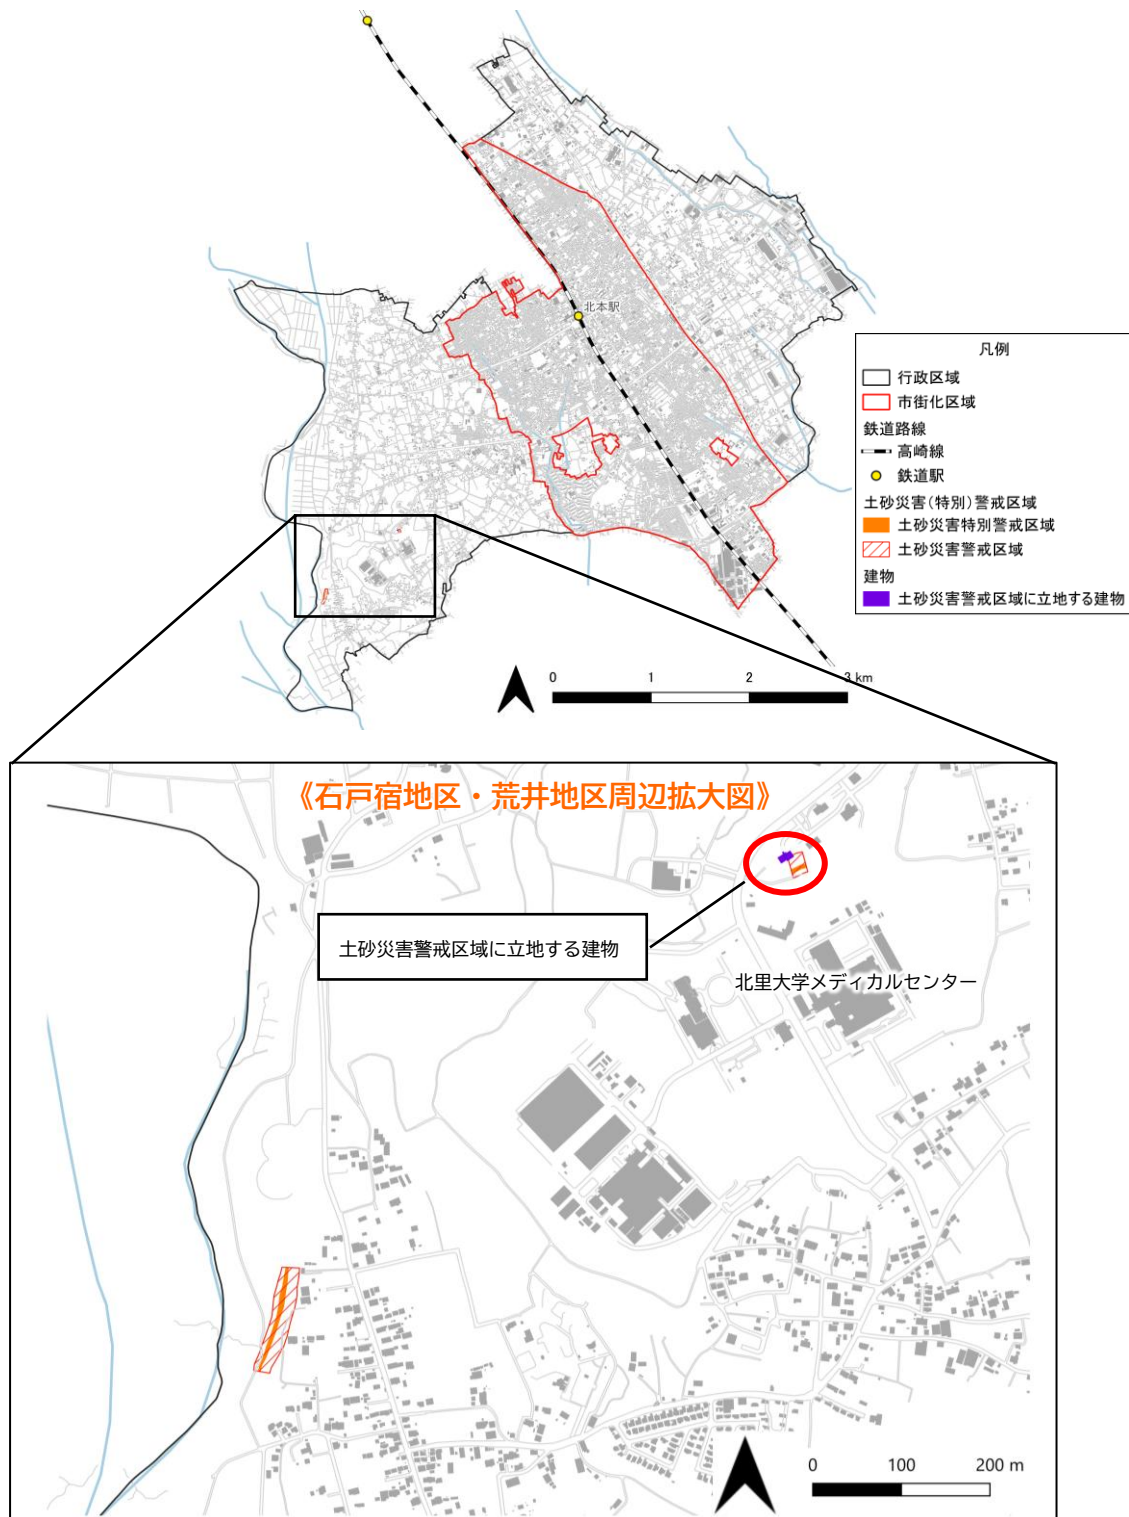 北本駅
凡例
行政区域
市街化区域
鉄道路線
高崎線
鉄道駅
土砂災害(特別)警戒区域
土砂災害特別警戒区域
土砂災害警戒区域
建物
土砂災害警戒区域に立地する建物
0 1 2 3 km
《石戸宿地区・荒井地区周辺拡大図》
土砂災害警戒区域に立地する建物
北里大学メディカルセンター
0 100 200 m